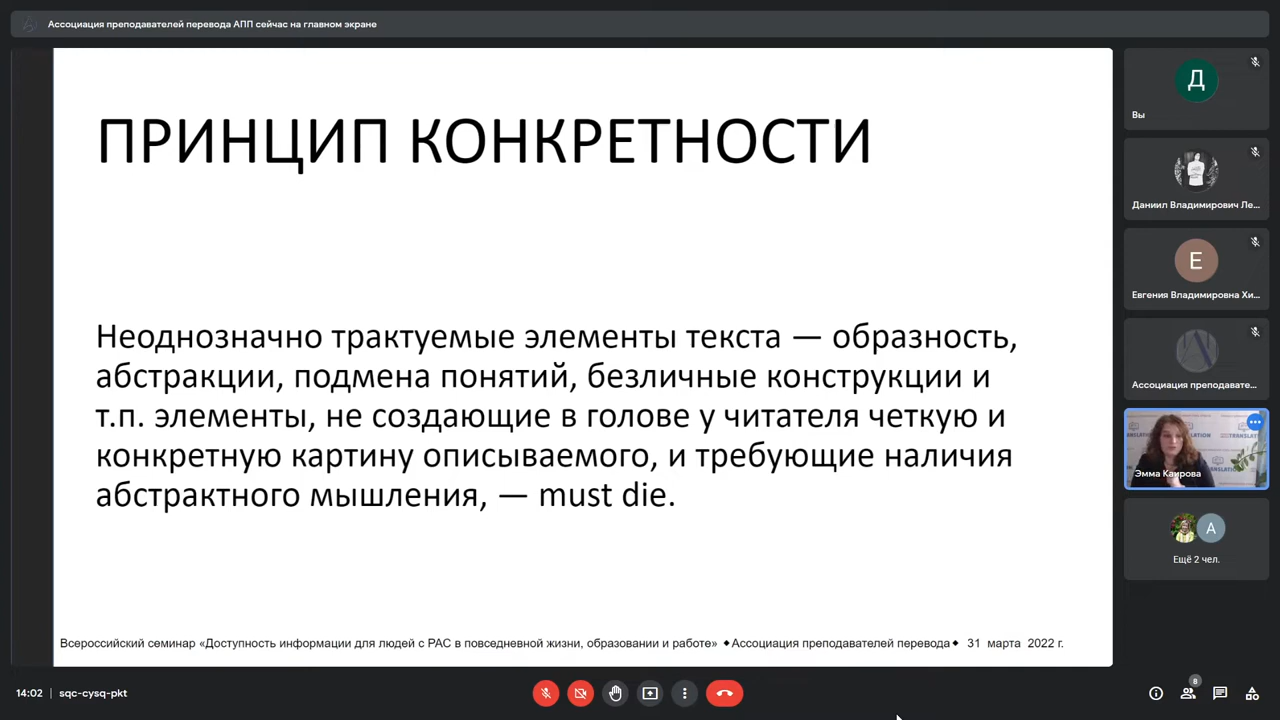 Ассоциация преподавателей перевода АПП сейчас на главном экране
ПРИНЦИП КОНКРЕТНОСТИ
Неоднозначно трактуемые элементы текста — образность,
абстракции, подмена понятий, безличные конструкции и
т.п. элементы, не создающие в голове у читателя четкую и
конкретную картину описываемого, и требующие наличия
абстрактного мышления, — must die.
Всероссийский семинар «Доступность информации для людей с РАС в повседневной жизни, образовании и работе» ◆Ассоциация преподавателей перевода◆ 31 марта 2022 г.
Д
Вы
Даниил Владимирович Ле...
Е
Евгения Владимировна Хи...
Ассоциация преподавате...
Эмма Каирова
А
Ещё 2 чел.
14:02 | sqc-cysq-pkt
8